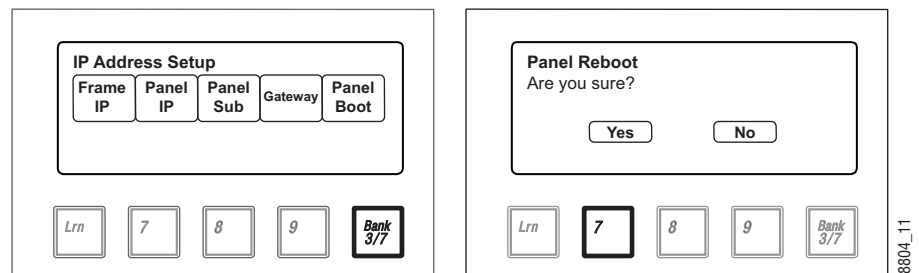 IP Address Setup
Frame IP
Panel IP
Panel Sub
Gateway
Panel Boot
Lrn
7
8
9
Bank 3/7
Panel Reboot
Are you sure?
Yes
No
Lrn
7
8
9
Bank 3/7
8804_11